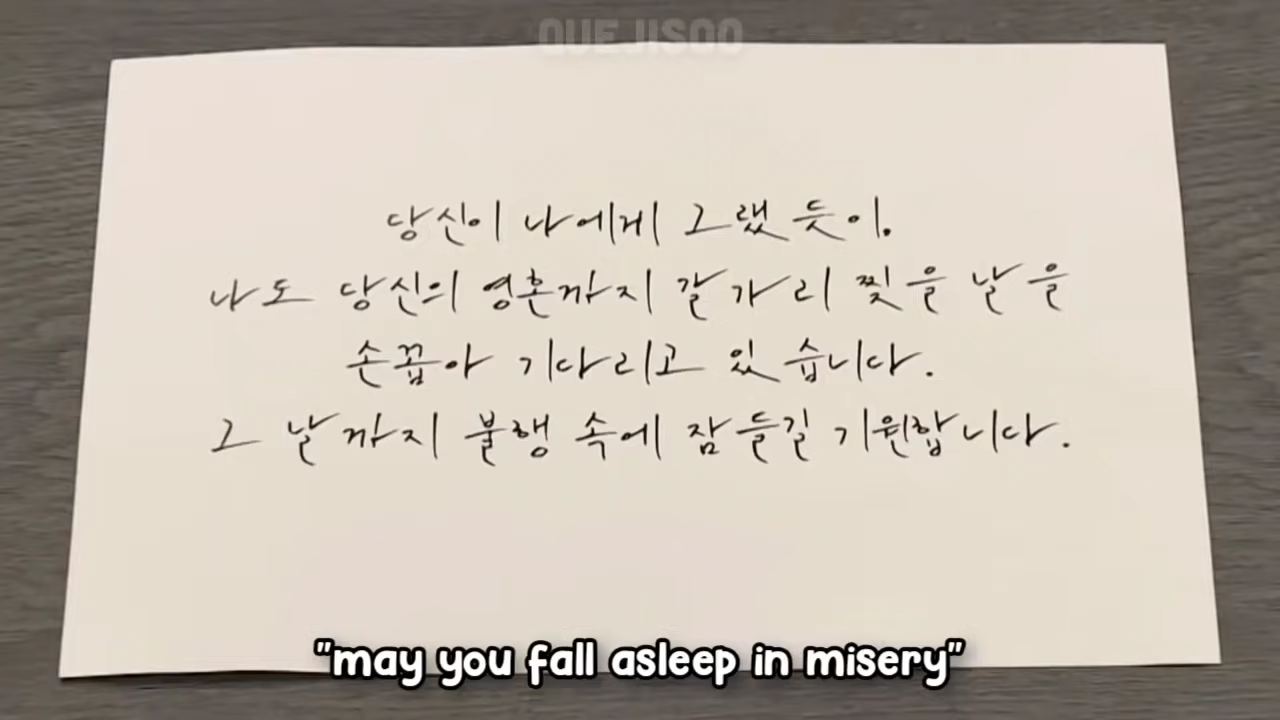 QUEJISOO
당신이 나에게 그랬 듯이.
나도 당신의 영혼까지 갈가리 찢을 날을
손꼽아 기다리고 있습니다.
그 날까지 불행 속에 잠들길 기원합니다.
"may you fall asleep in misery"